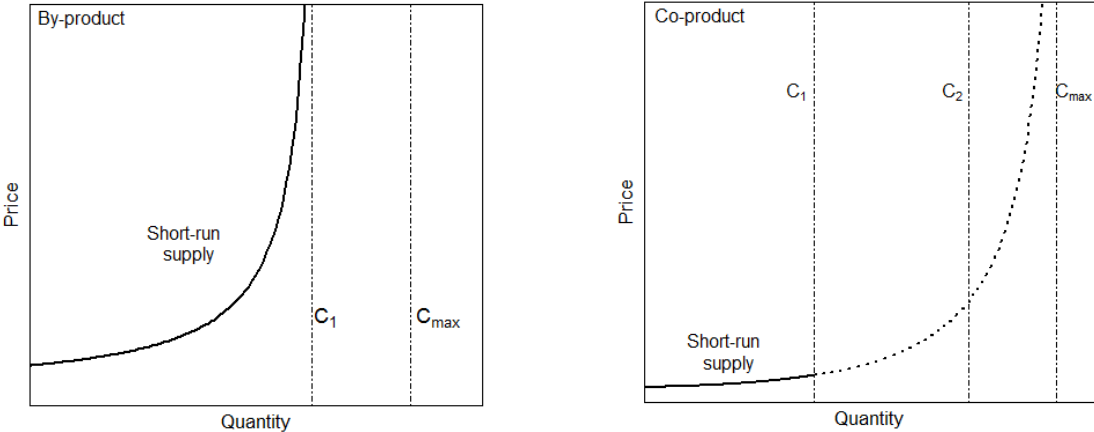 By-product
Price
Short-run
supply
C₁
Cmax
Quantity
Co-product
C₁
C₂
Cmax
Price
Short-run
supply
Quantity